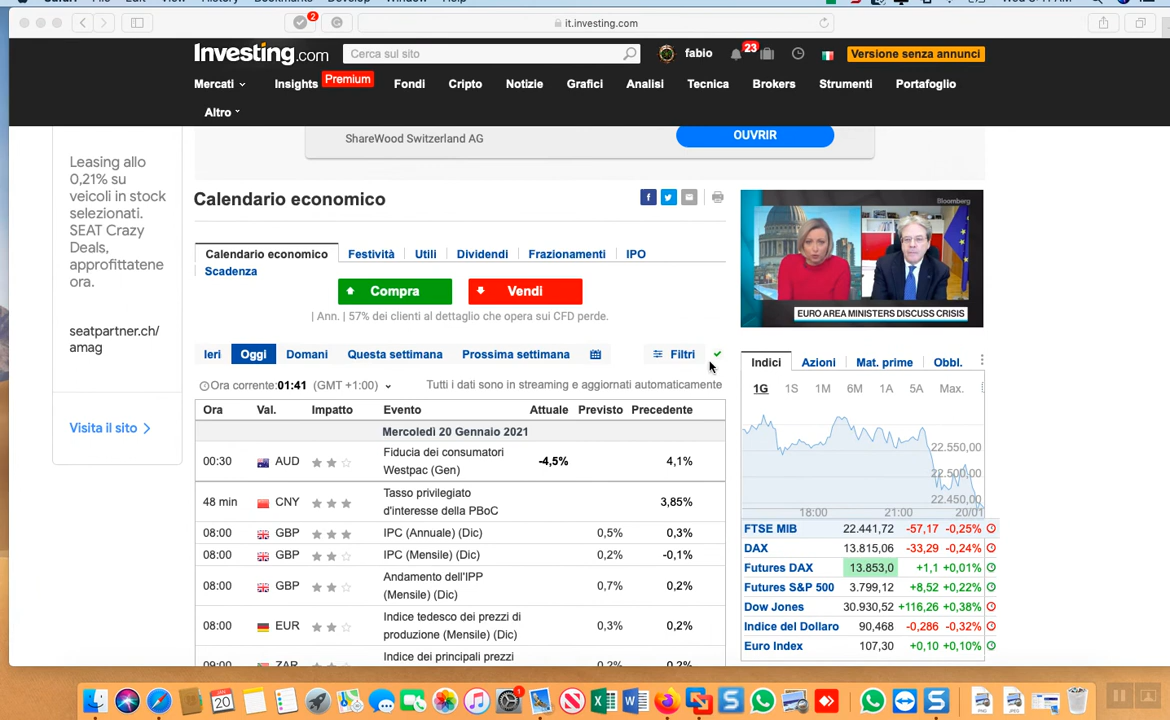 2
it.investing.com
Investing.com
Cerca sul sito
fabio
23
Versione senza annunci
Mercati
Insights
Premium
Fondi
Cripto
Notizie
Grafici
Analisi
Tecnica
Brokers
Strumenti
Portafoglio
Altro
ShareWood Switzerland AG
OUVRIR
Leasing allo
0,21% su
veicoli in stock
selezionati.
SEAT Crazy
Deals,
approfittatene
ora.
seatpartner.ch/
amag
Visita il sito
Calendario economico
Calendario economico Festività Utili Dividendi Frazionamenti IPO
Scadenza
Compra Vendi
| Ann. | 57% dei clienti al dettaglio che opera sui CFD perde.
Ieri Oggi Domani Questa settimana Prossima settimana Filtri
Ora corrente:01:41 (GMT +1:00) Tutti i dati sono in streaming e aggiornati automaticamente
Ora Val. Impatto Evento Attuale Previsto Precedente
Mercoledì 20 Gennaio 2021
00:30 AUD Fiducia dei consumatori
Westpac (Gen) -4,5% 4,1%
48 min CNY Tasso privilegiato
d'interesse della PBoC 3,85%
08:00 GBP IPC (Annuale) (Dic) 0,5% 0,3%
08:00 GBP IPC (Mensile) (Dic) 0,2% -0,1%
08:00 GBP Andamento dell'IPP
(Mensile) (Dic) 0,7% 0,2%
08:00 EUR Indice tedesco dei prezzi di
produzione (Mensile) (Dic) 0,3% 0,2%
09:00 ZAR Indice dei principali prezzi 0,2% 0,2%
Bloomberg
EURO AREA MINISTERS DISCUSS CRISIS
Indici Azioni Mat. prime Obbl.
1G 1S 1M 6M 1A 5A Max.
22.550,00
22.500,00
22.450,00
18:00 21:00 20/01
FTSE MIB 22.441,72 -57,17 -0,25%
DAX 13.815,06 -33,29 -0,24%
Futures DAX 13.853,0 +1,1 +0,01%
Futures S&P 500 3.799,12 +8,52 +0,22%
Dow Jones 30.930,52 +116,26 +0,38%
Indice del Dollaro 90,468 -0,286 -0,32%
Euro Index 107,30 +0,10 +0,10%
20
1